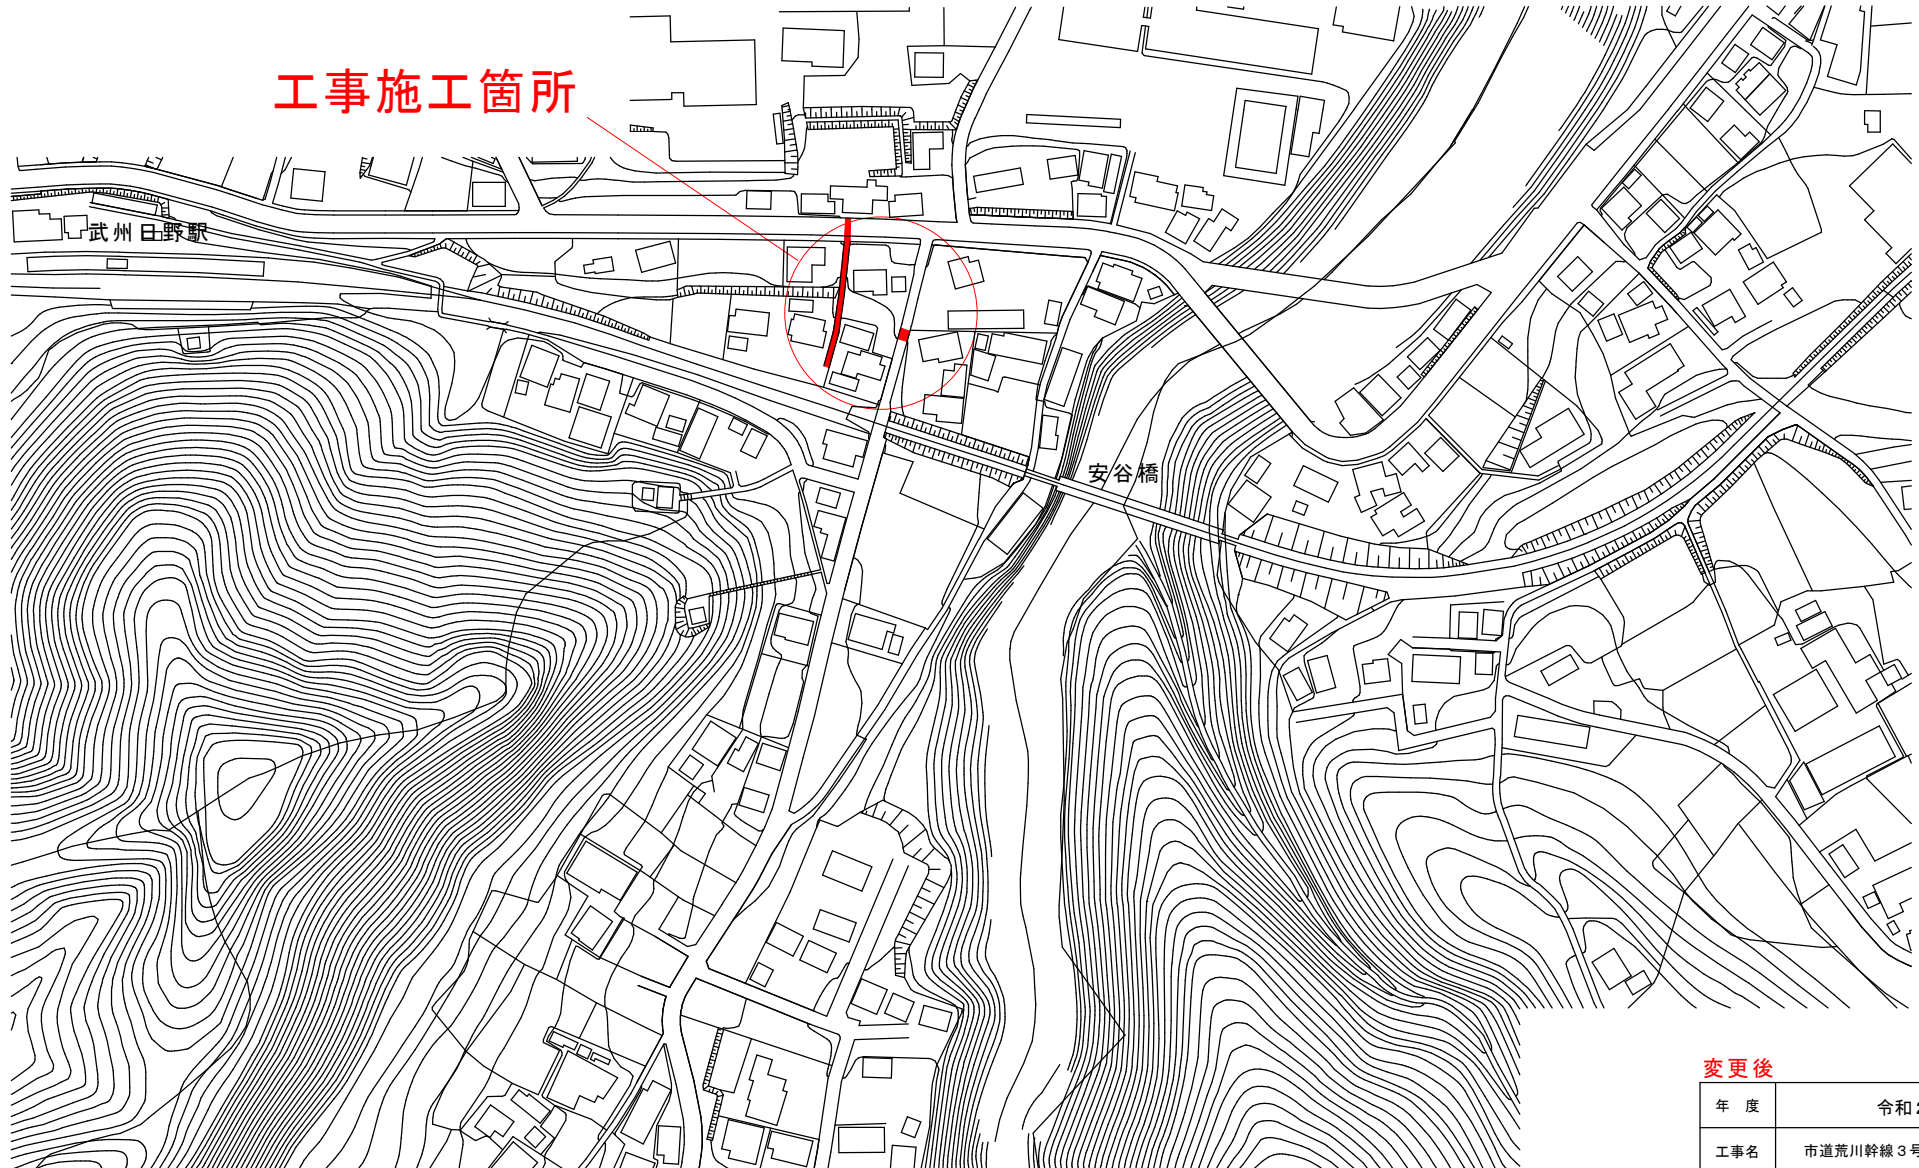 工事施工箇所
武州日野駅
安谷橋
変更後
年 度 令和2
工事名 市道荒川幹線3号